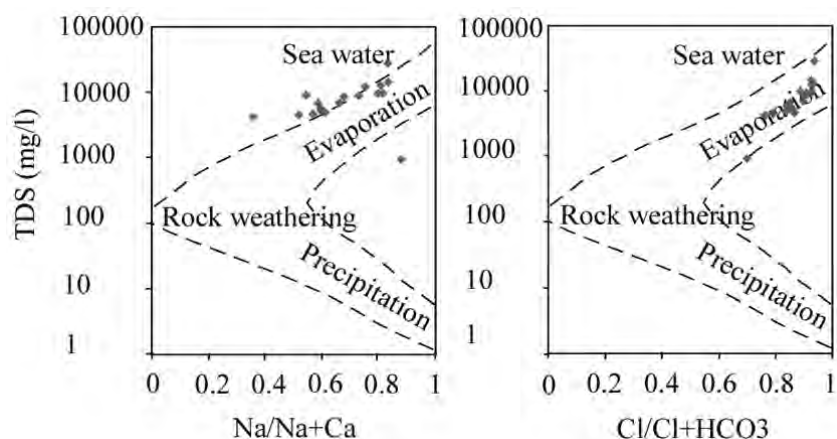 100000
10000
1000
100
10
1
TDS (mg/l)
Sea water
Evaporation
Rock weathering
Precipitation
0 0.2 0.4 0.6 0.8 1
Na/Na+Ca
100000
10000
1000
100
10
1
Sea water
Evaporation
Rock weathering
Precipitation
0 0.2 0.4 0.6 0.8 1
Cl/Cl+HCO3